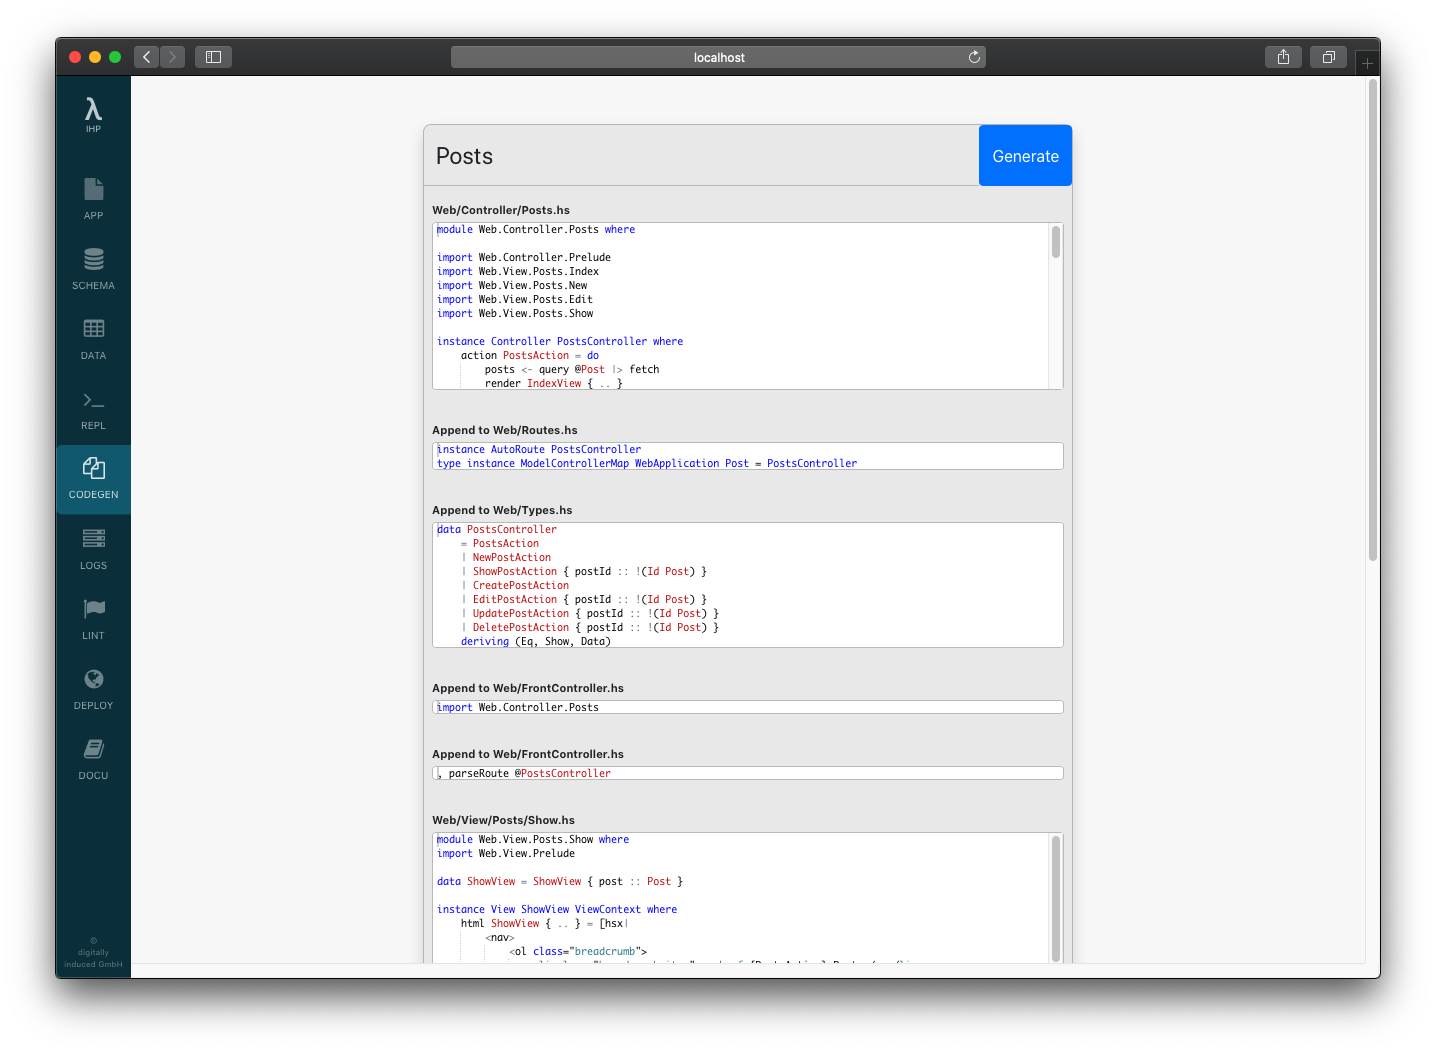 localhost
λ
IHP
APP
SCHEMA
DATA
REPL
CODEGEN
LOGS
LINT
DEPLOY
DOCU
©
digitally
induced GmbH
Posts
Generate
Web/Controller/Posts.hs
module Web.Controller.Posts where
import Web.Controller.Prelude
import Web.View.Posts.Index
import Web.View.Posts.New
import Web.View.Posts.Edit
import Web.View.Posts.Show
instance Controller PostsController where
action PostsAction = do
posts <- query @Post |> fetch
render IndexView { .. }
Append to Web/Routes.hs
instance AutoRoute PostsController
type instance ModelControllerMap WebApplication Post = PostsController
Append to Web/Types.hs
data PostsController
= PostsAction
| NewPostAction
| ShowPostAction { postId :: !(Id Post) }
| CreatePostAction
| EditPostAction { postId :: !(Id Post) }
| UpdatePostAction { postId :: !(Id Post) }
| DeletePostAction { postId :: !(Id Post) }
deriving (Eq, Show, Data)
Append to Web/FrontController.hs
import Web.Controller.Posts
Append to Web/FrontController.hs
, parseRoute @PostsController
Web/View/Posts/Show.hs
module Web.View.Posts.Show where
import Web.View.Prelude
data ShowView = ShowView { post :: Post }
instance View ShowView ViewContext where
html ShowView { .. } = [hsx|
<nav>
<ol class="breadcrumb">